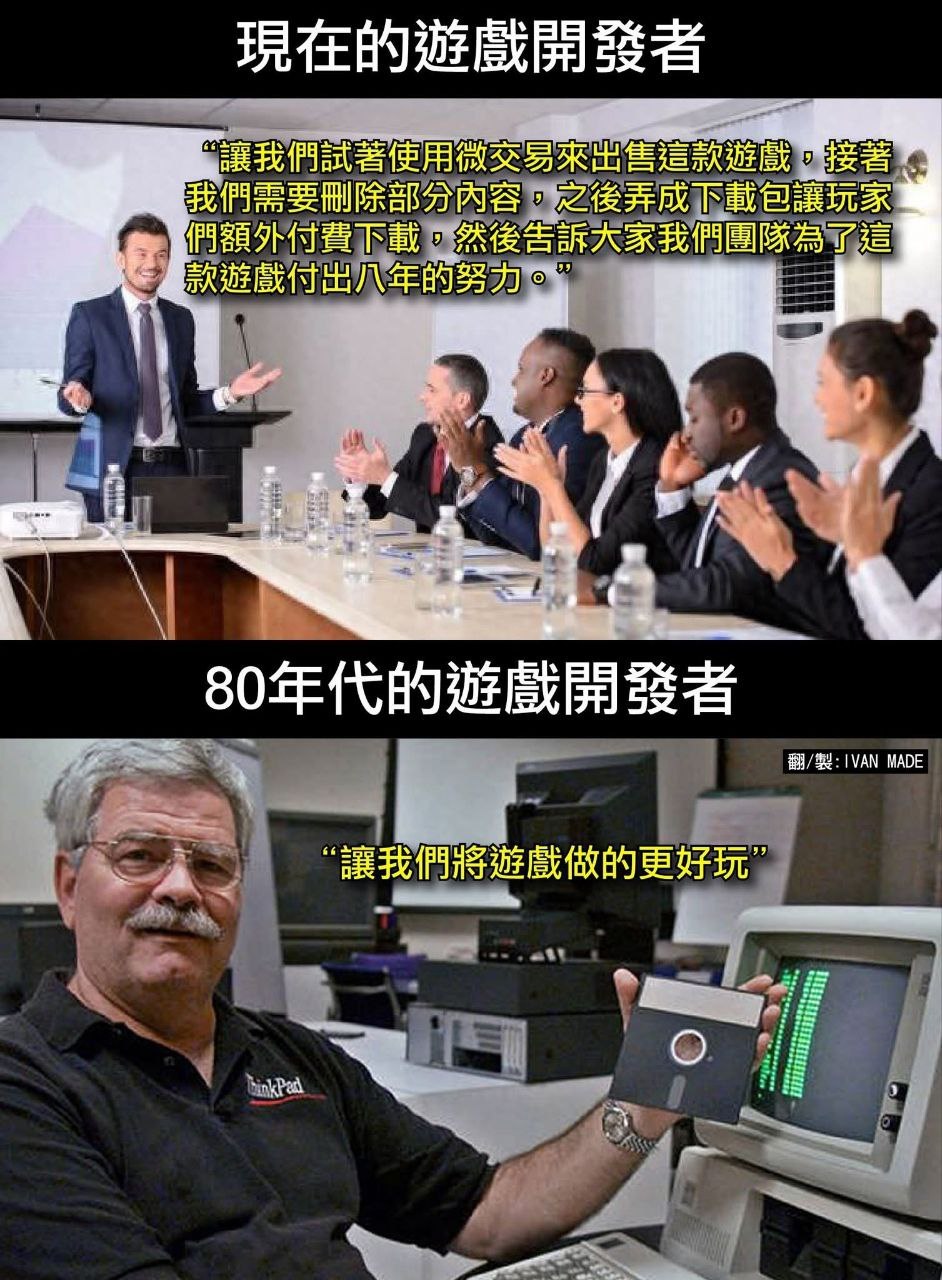 現在的遊戲開發者
“讓我們試著使用微交易來出售這款遊戲，接著
我們需要刪除部分內容，之後弄成下載包讓玩家
們額外付費下載，然後告訴大家我們團隊為了這
款遊戲付出八年的努力。”
80年代的遊戲開發者
翻/製:IVAN MADE
“讓我們將遊戲做的更好玩”
ThinkPad